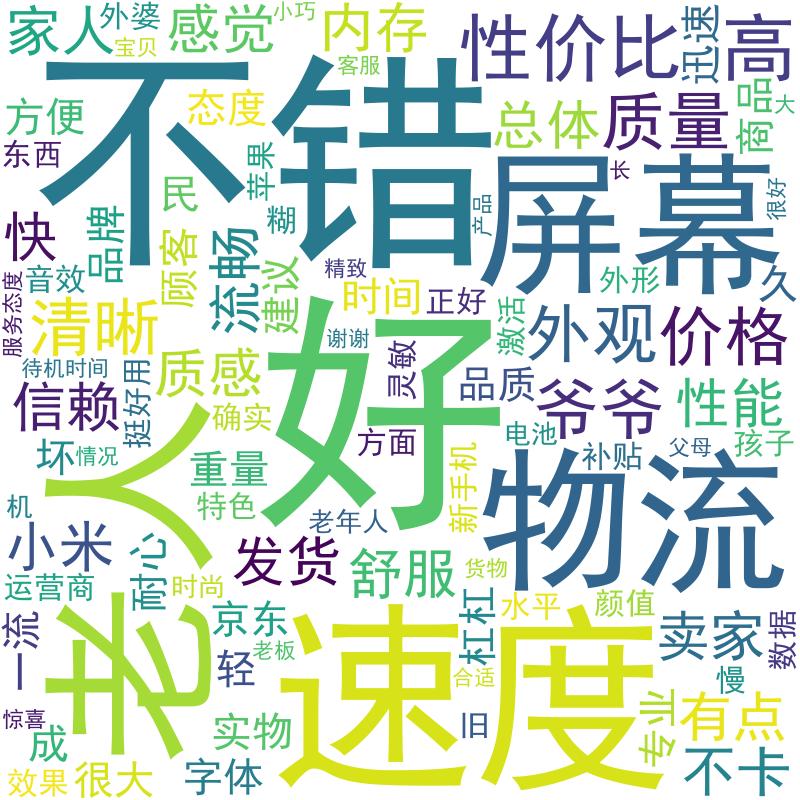 家人
外婆
宝贝
感觉
小巧
内存
客服
性价比
迅速
高
方便
态度
不错
总体
质量
商品
大
东西
苹果
屏幕
长
很好
民
糊
产品
快
品牌
顾客
流畅
建议
精致
音效
时间
正好
外形
久
服务态度
清晰
好
谢谢
激活
外观
价格
待机时间
挺好用
质感
灵敏
品质
爷爷
性能
信赖
确实
方面
电池
补贴
父母
孩子
坏
情况
重量
新手机
老人
特色
物流
机
小米
耐心
老年人
发货
舒服
货物
运营商
时尚
杠杠
水平
颜值
一流
京东
老板
速度
卖家
数据
轻
合适
慢
惊喜
成
实物
旧
专业
有点
效果
很大
字体
不卡